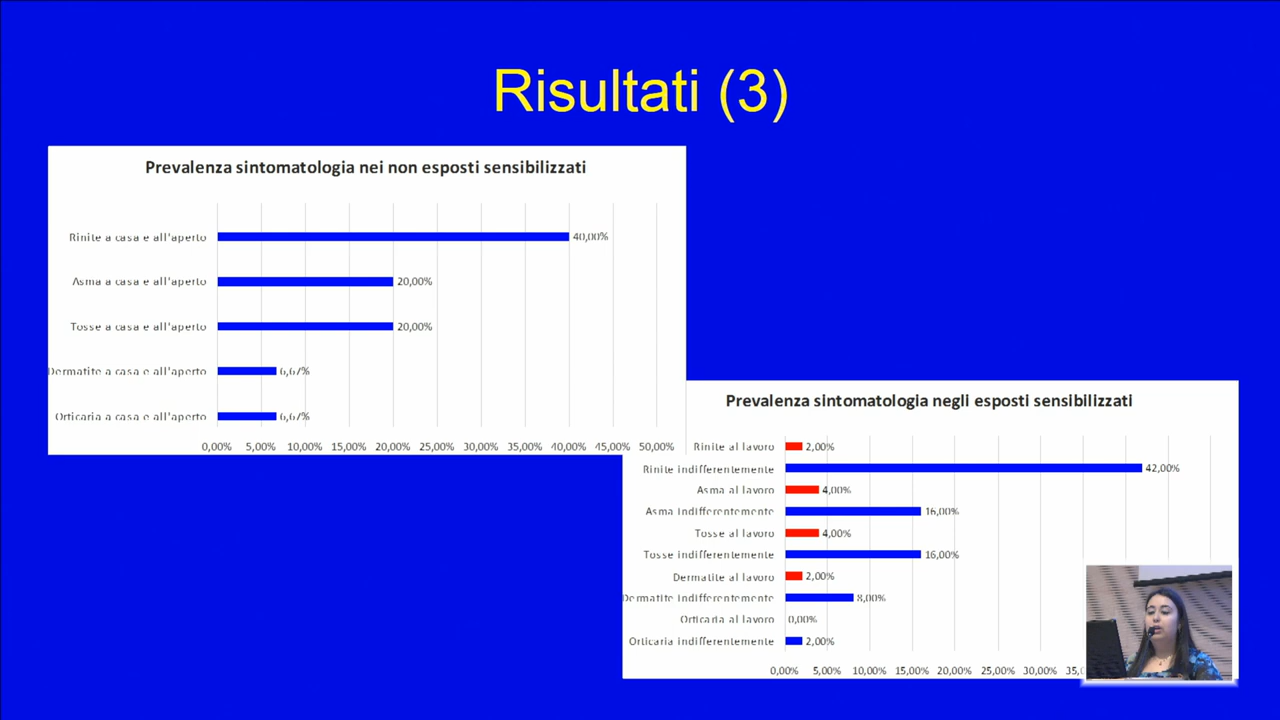 Risultati (3)
Prevalenza sintomatologia nei non esposti sensibilizzati
Rinite a casa e all'aperto 40,00%
Asma a casa e all'aperto 20,00%
Tosse a casa e all'aperto 20,00%
Dermatite a casa e all'aperto 6,67%
Orticaria a casa e all'aperto 6,67%
0,00% 5,00% 10,00% 15,00% 20,00% 25,00% 30,00% 35,00% 40,00% 45,00% 50,00%
Prevalenza sintomatologia negli esposti sensibilizzati
Rinite al lavoro 2,00%
Rinite indifferentemente 42,00%
Asma al lavoro 4,00%
Asma indifferentemente 16,00%
Tosse al lavoro 4,00%
Tosse indifferentemente 16,00%
Dermatite al lavoro 2,00%
Dermatite indifferentemente 8,00%
Orticaria al lavoro 0,00%
Orticaria indifferentemente 2,00%
0,00% 5,00% 10,00% 15,00% 20,00% 25,00% 30,00%